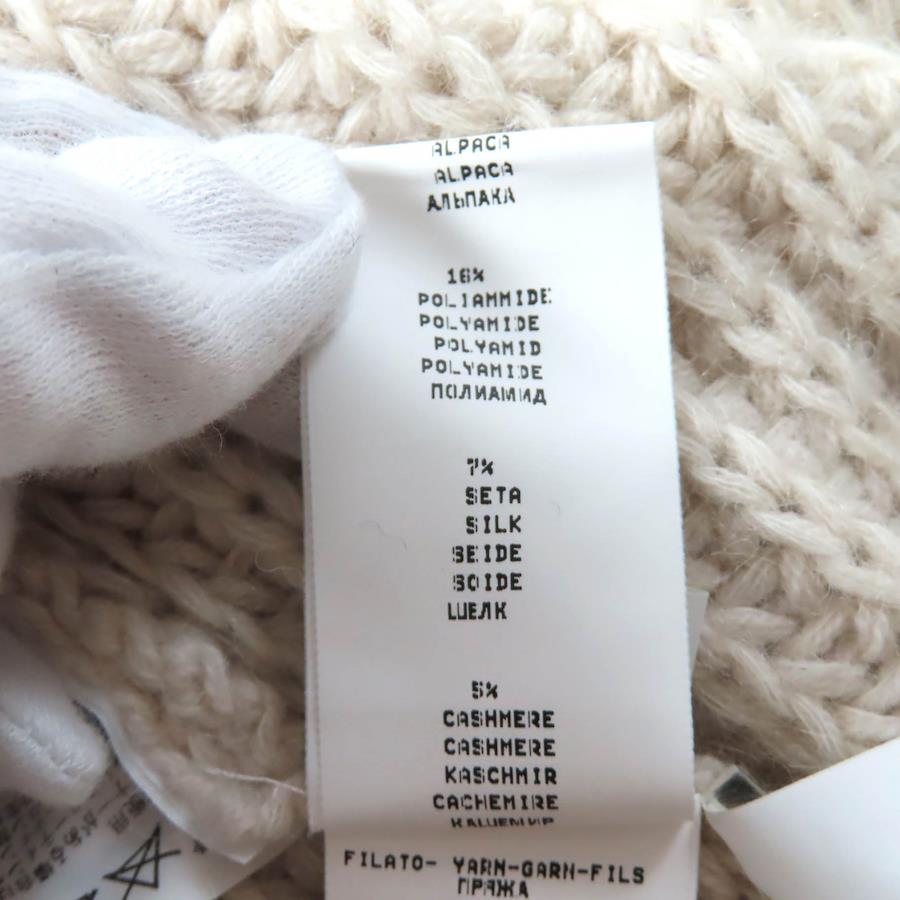 ALPACA
ALPACA
АЛЬПАКА
16%
POLIAMMIDE
POLYAMIDE
POLYAMID
POLYAMIDE
ПОЛИАМИД
7%
SETA
SILK
SEIDE
SOIDE
ШЕЛК
5%
CASHMERE
CASHMERE
KASCHMIR
CACHEMIRE
FILATO- YARN-GARN-FILS
ПРЯЖА